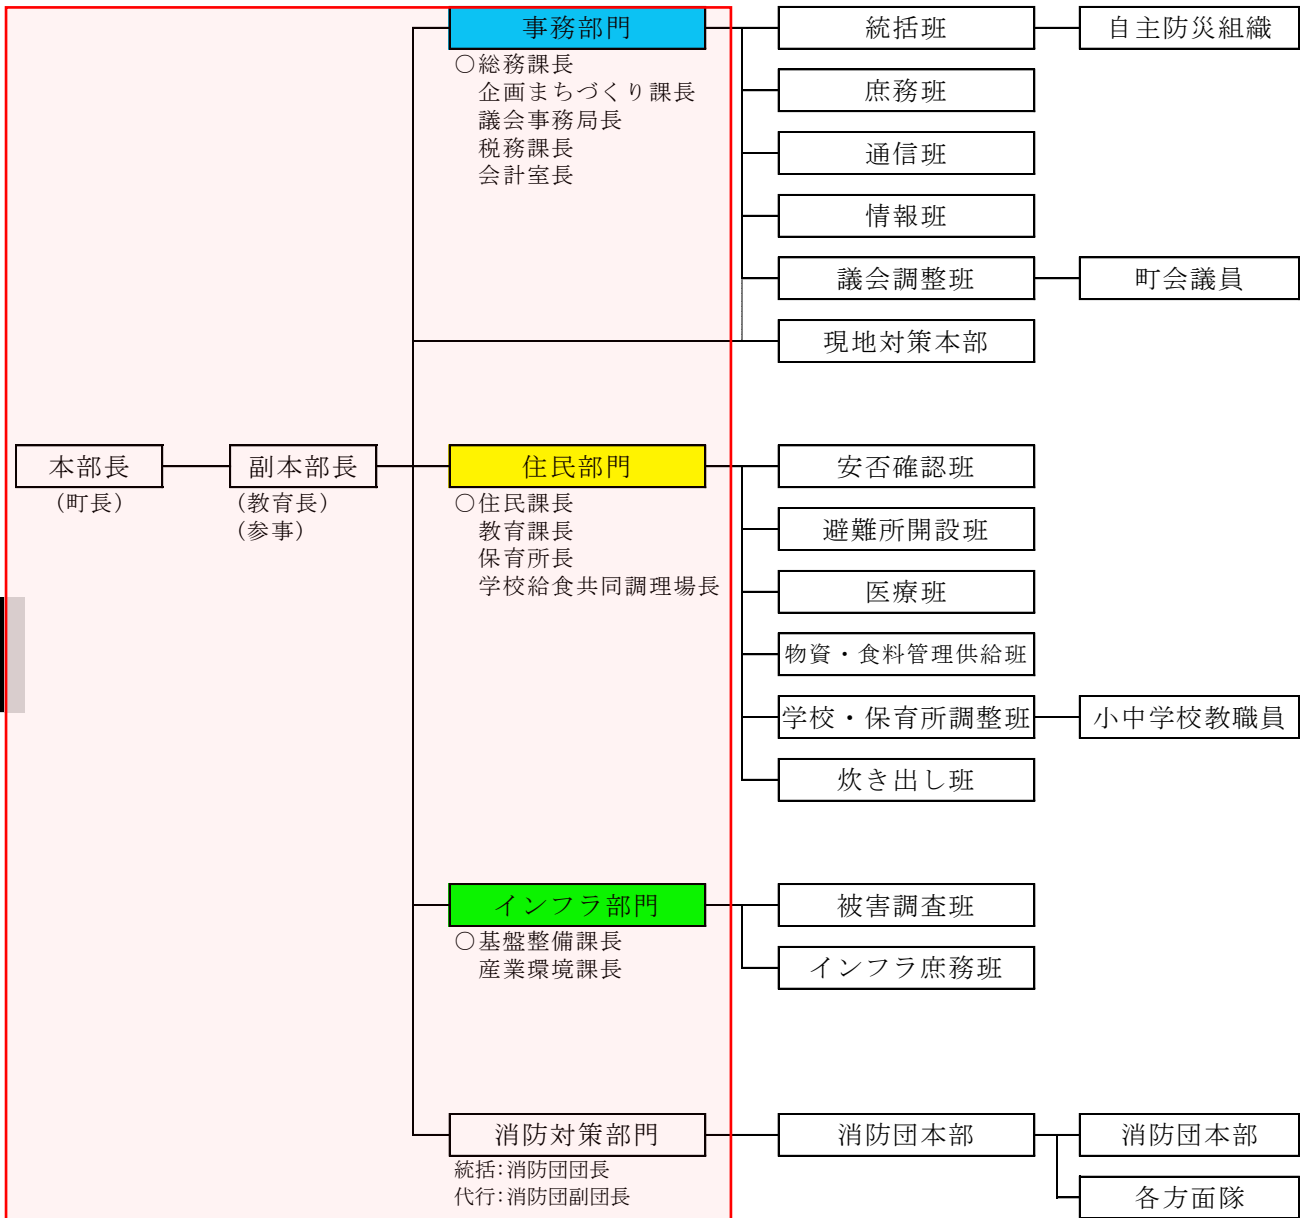 事務部門
○総務課長
企画まちづくり課長
議会事務局長
税務課長
会計室長
統括班
自主防災組織
庶務班
通信班
情報班
議会調整班
町会議員
現地対策本部
本部長
(町長)
副本部長
(教育長)
(参事)
住民部門
○住民課長
教育課長
保育所長
学校給食共同調理場長
安否確認班
避難所開設班
医療班
物資・食料管理供給班
学校・保育所調整班
小中学校教職員
炊き出し班
インフラ部門
○基盤整備課長
産業環境課長
被害調査班
インフラ庶務班
消防対策部門
統括:消防団団長
代行:消防団副団長
消防団本部
消防団本部
各方面隊